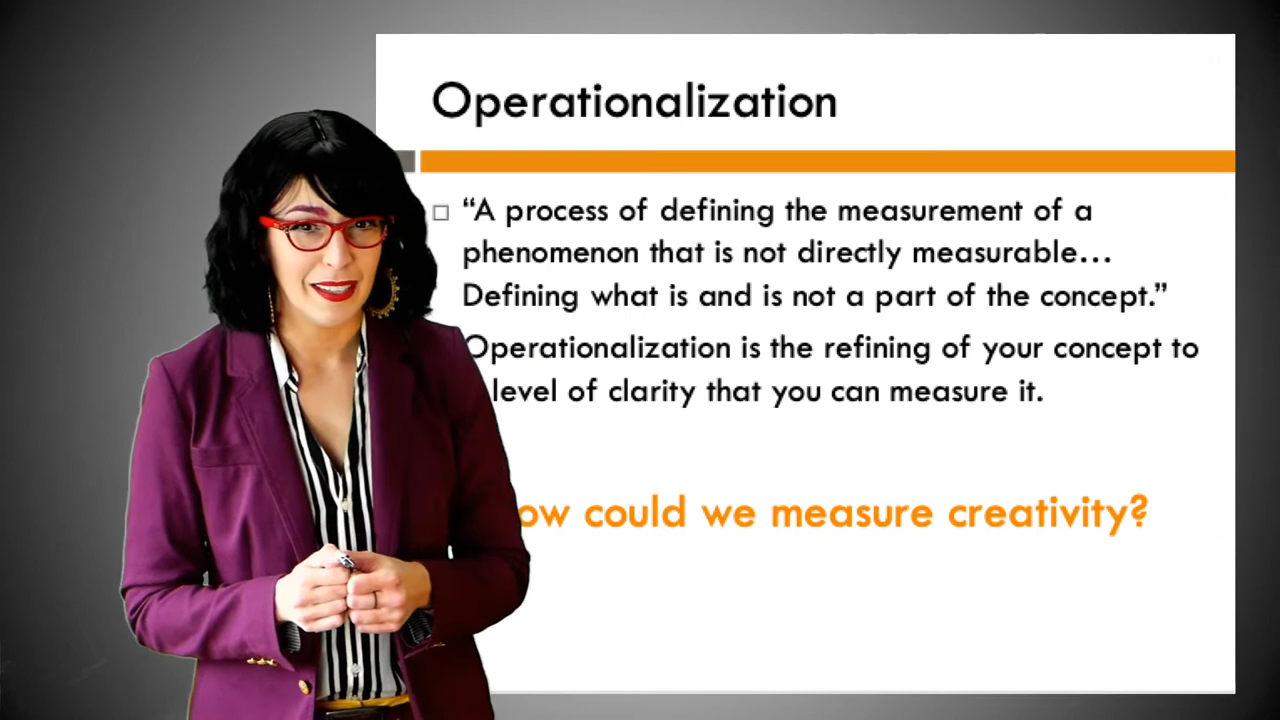 Operationalization
“A process of defining the measurement of a
phenomenon that is not directly measurable…
Defining what is and is not a part of the concept.”
Operationalization is the refining of your concept to
level of clarity that you can measure it.
could we measure creativity?